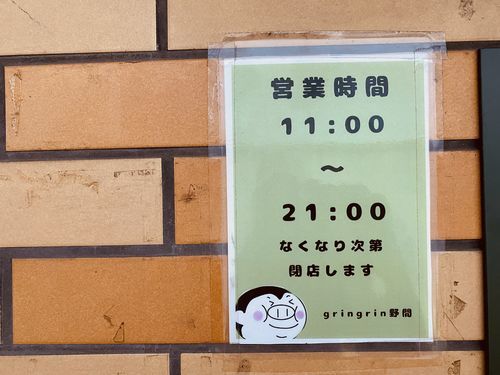 営業時間
11:00
～
21:00
なくなり次第
閉店します
gringrin野間